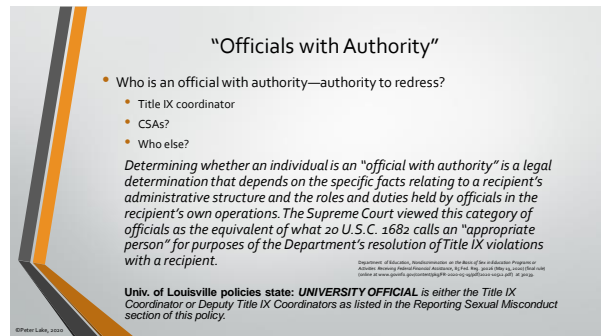 “Officials with Authority”
• Who is an official with authority—authority to redress?
• Title IX coordinator
• CSAs?
• Who else?
Determining whether an individual is an “official with authority” is a legal
determination that depends on the specific facts relating to a recipient’s
administrative structure and the roles and duties held by officials in the
recipient’s own operations. The Supreme Court viewed this category of
officials as the equivalent of what 20 U.S.C. 1682 calls an “appropriate
person” for purposes of the Department’s resolution of Title IX violations
with a recipient.
Department of Education, Nondiscrimination on the Basis of Sex in Education Programs or
Activities Receiving Federal Financial Assistance, 85 Fed. Reg. 30026 (May 19, 2020) (final rule)
(online at
Univ. of Louisville policies state: UNIVERSITY OFFICIAL is either the Title IX
Coordinator or Deputy Title IX Coordinators as listed in the Reporting Sexual Misconduct
section of this policy.
©Peter Lake, 2020